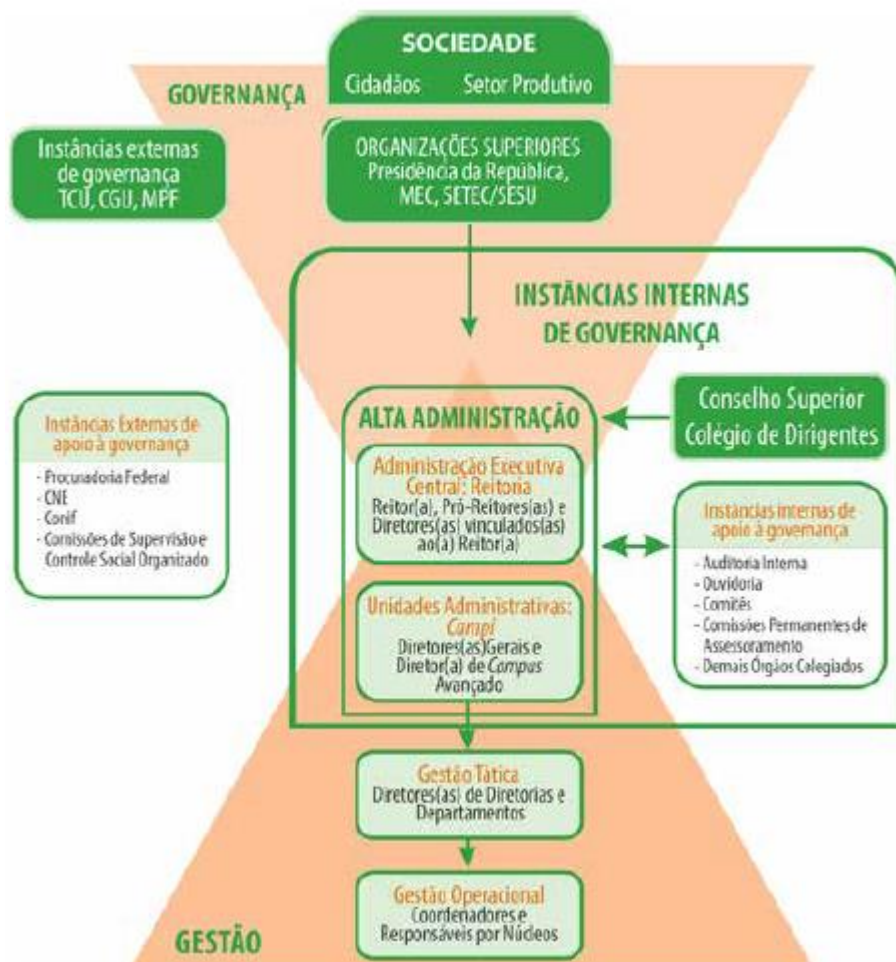 SOCIEDADE
Cidadãos Setor Produtivo
GOVERNANÇA
Instâncias externas
de governança
TCU, CGU, MPF
ORGANIZAÇÕES SUPERIORES
Presidência da República,
MEC, SETEC/SESU
INSTÂNCIAS INTERNAS
DE GOVERNANÇA
Instâncias Externas de
apoio à governança
- Procuradoria Federal
- CNE
- Conif
- Comissões de Supervisão e
Controle Social Organizado
ALTA ADMINISTRAÇÃO
Administração Executiva
Central: Reitoria
Reitor(a), Pró-Reitores(as) e
Diretores(as) vinculados(as)
ao(a) Reitor(a)
Unidades Administrativas:
Campi
Diretores(as)Gerais e
Diretor(a) de Campus
Avançado
Conselho Superior
Colégio de Dirigentes
Instâncias internas de
apoio à governança
- Auditoria Interna
- Ouvidoria
- Comitês
- Comissões Permanentes de
Assessoramento
- Demais Órgãos Colegiados
Gestão Tática
Diretores(as) de Diretorias e
Departamentos
Gestão Operacional
Coordenadores e
Responsáveis por Núcleos
GESTÃO